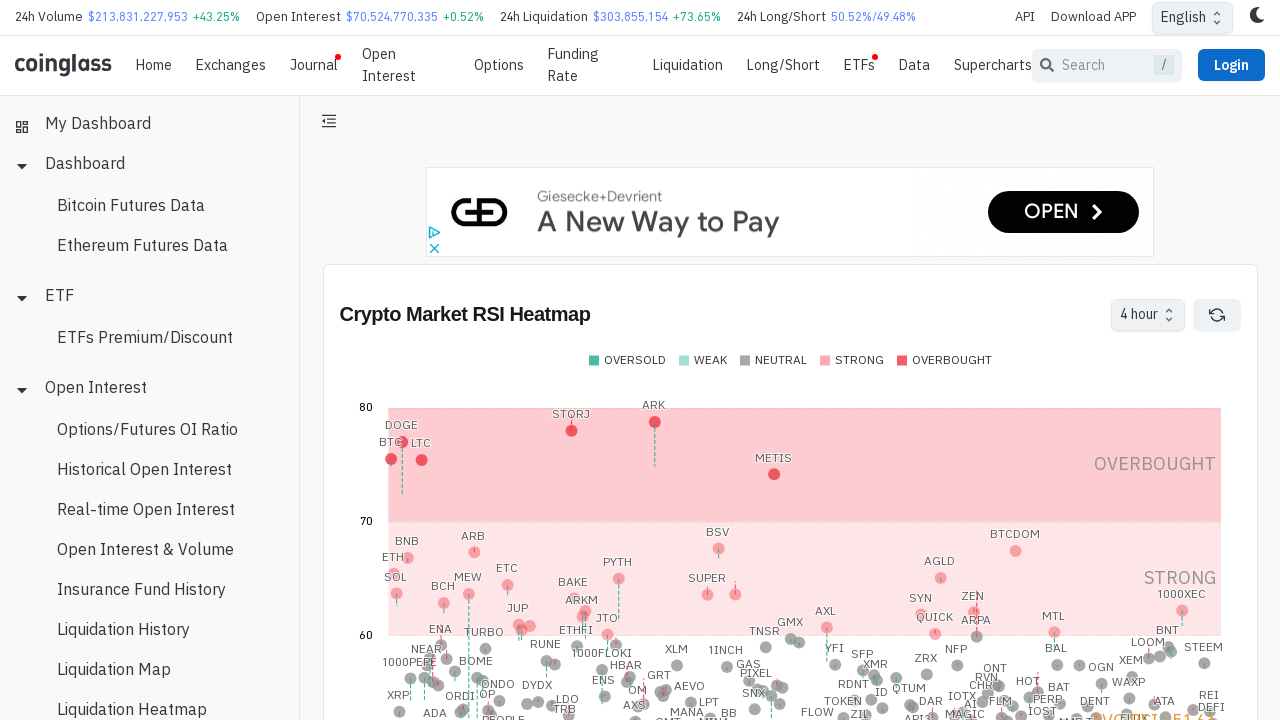 24h Volume $213,831,227,953 +43.25% Open Interest $70,524,770,335 +0.52% 24h Liquidation $303,855,154 +73.65% 24h Long/Short 50.52%/49.48% API Download APP English
coinglass Home Exchanges Journal Open Interest Options Funding Rate Liquidation Long/Short ETFs Data Supercharts Search / Login
My Dashboard
Dashboard
Bitcoin Futures Data
Ethereum Futures Data
ETF
ETFs Premium/Discount
Open Interest
Options/Futures OI Ratio
Historical Open Interest
Real-time Open Interest
Open Interest & Volume
Insurance Fund History
Liquidation History
Liquidation Map
Liquidation Heatmap
Giesecke+Devrient
A New Way to Pay
OPEN
Crypto Market RSI Heatmap
4 hour
OVERSOLD WEAK NEUTRAL STRONG OVERBOUGHT
80
ARK
STORJ
DOGE
BTC LTC
METIS
OVERBOUGHT
70
BSV
BTCDOM
ARB
BNB
ETH
PYTH
AGLD
ETC
SOL
MEW
BCH
BAKE
SUPER
STRONG
1000XEC
ZEN
SYN
ARKM
JUP
AXL
QUICK
MTL
JTO
GMX
ARPA
60
ENA
TURBO
ETHFI
TNSR
BNT
RUNE
NEAR
1000FLOKI
XLM
1INCH
YFI
NFP
BAL
LOOM
STEEM
SFP
1000PEPE
BOME
HBAR
GAS
XMR
ZRX
XEM
ONT
OGN
GRT
PIXEL
RVN
ENS
ONDO
DYDX
AEVO
RDNT
QTUM
CHR
HOT
BAT
WAXP
XRP
ORDI
OP
LDO
OM
SNX
ID
IOTX
REI
LPT
TOKEN
DAR
FLM
PERP
DENT
ATA
AXS
TRB
DEFI
ADA
MANA
BB
FLOW
ZIL
MAGIC
IOST
PEOPLE